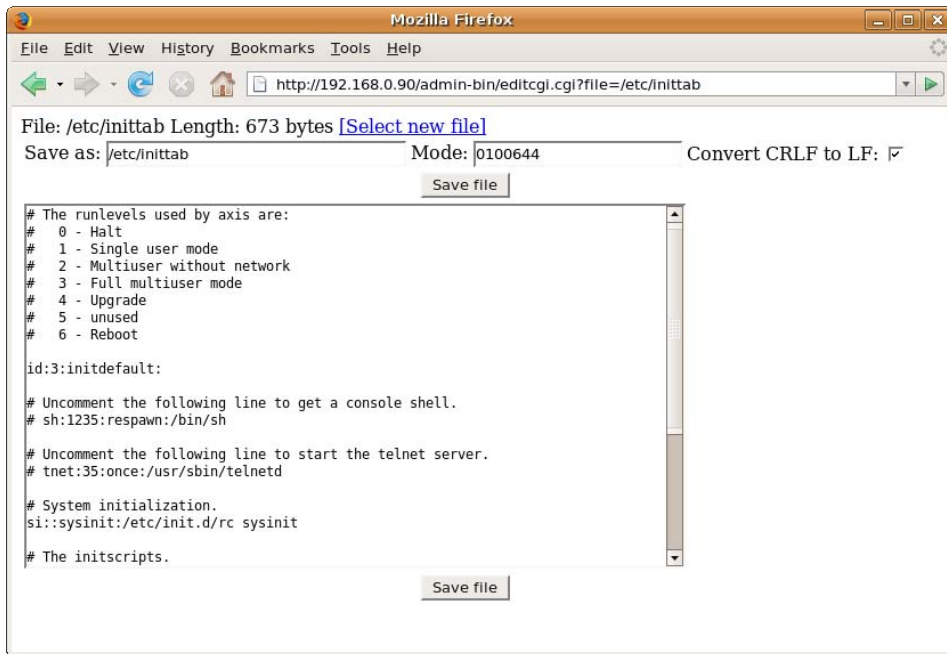 Mozilla Firefox
File Edit View History Bookmarks Tools Help
http://192.168.0.90/admin-bin/editcgi.cgi?file=/etc/inittab
File: /etc/inittab Length: 673 bytes [Select new file]
Save as: /etc/inittab Mode: 0100644 Convert CRLF to LF:
Save file
# The runlevels used by axis are:
#   0 - Halt
#   1 - Single user mode
#   2 - Multiuser without network
#   3 - Full multiuser mode
#   4 - Upgrade
#   5 - unused
#   6 - Reboot
id:3:initdefault:
# Uncomment the following line to get a console shell.
# sh:1235:respawn:/bin/sh
# Uncomment the following line to start the telnet server.
# tnet:35:once:/usr/sbin/telnetd
# System initialization.
si::sysinit:/etc/init.d/rc sysinit
# The initscripts.
Save file